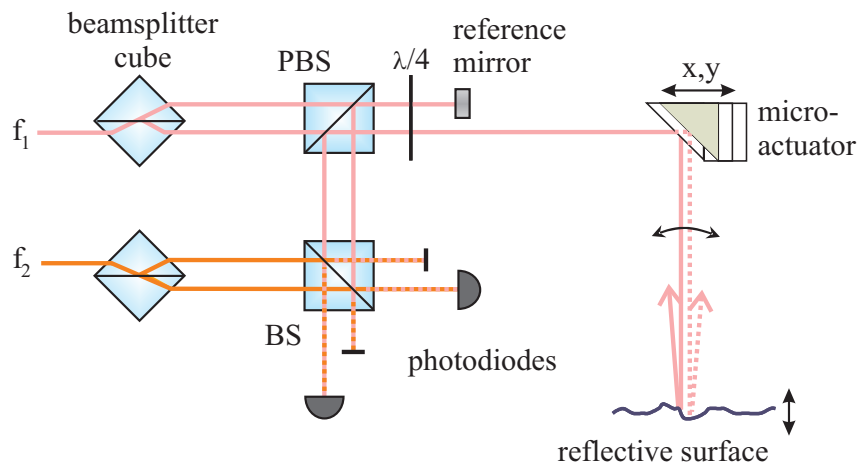 beamsplitter
cube
PBS
λ/4
reference
mirror
x,y
micro-
actuator
f₁
f₂
BS
photodiodes
reflective surface